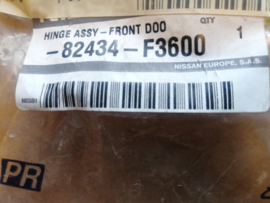 HINGE ASSY-FRONT DOO
QTY
-82434-F3600
1
NISSAN EUROPE, S.A.S.
PR